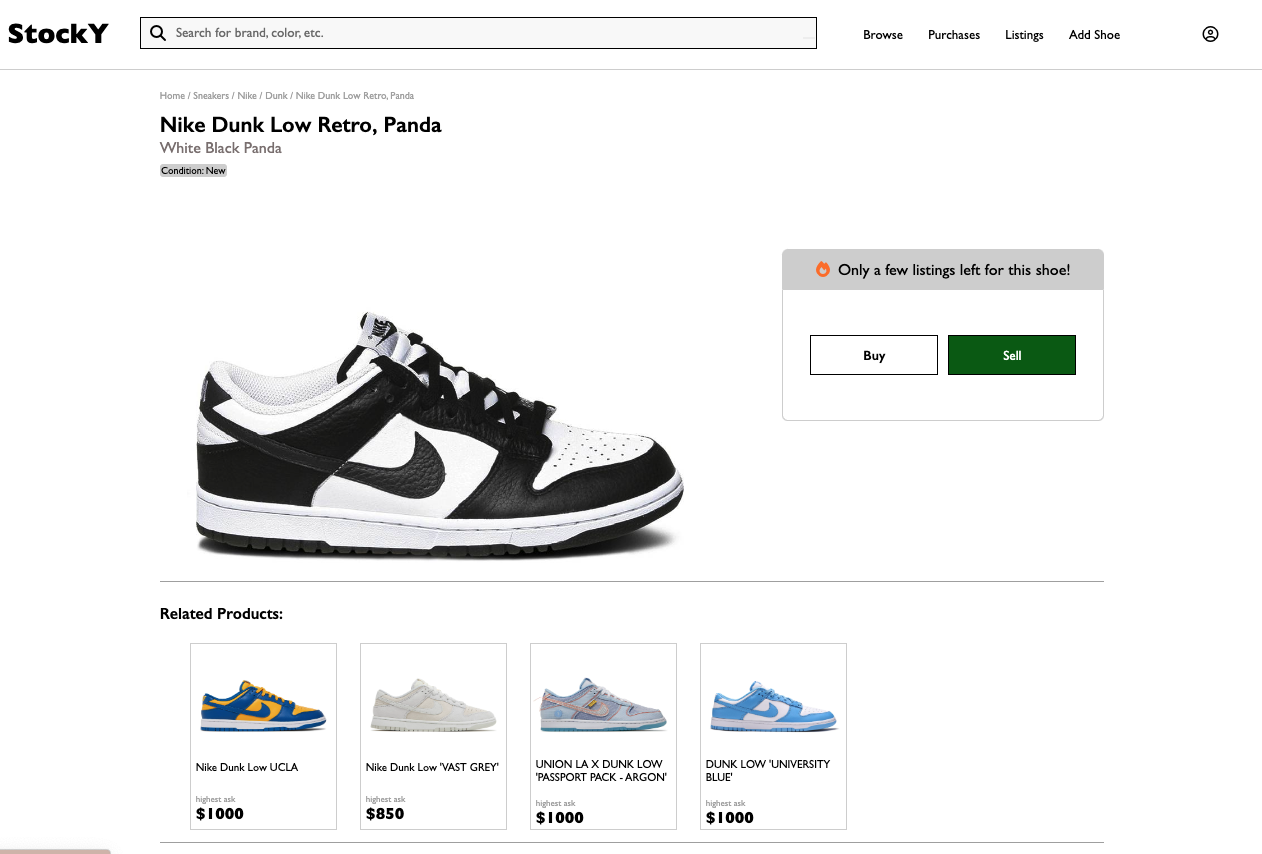 StockY
Search for brand, color, etc.
Browse
Purchases
Listings
Add Shoe
Home / Sneakers / Nike / Dunk / Nike Dunk Low Retro, Panda
Nike Dunk Low Retro, Panda
White Black Panda
Condition: New
Only a few listings left for this shoe!
Buy
Sell
NIKE
Related Products:
Nike Dunk Low UCLA
highest ask
$1000
Nike Dunk Low 'VAST GREY'
highest ask
$850
UNION LA X DUNK LOW
'PASSPORT PACK - ARGON'
highest ask
$1000
DUNK LOW 'UNIVERSITY
BLUE'
highest ask
$1000